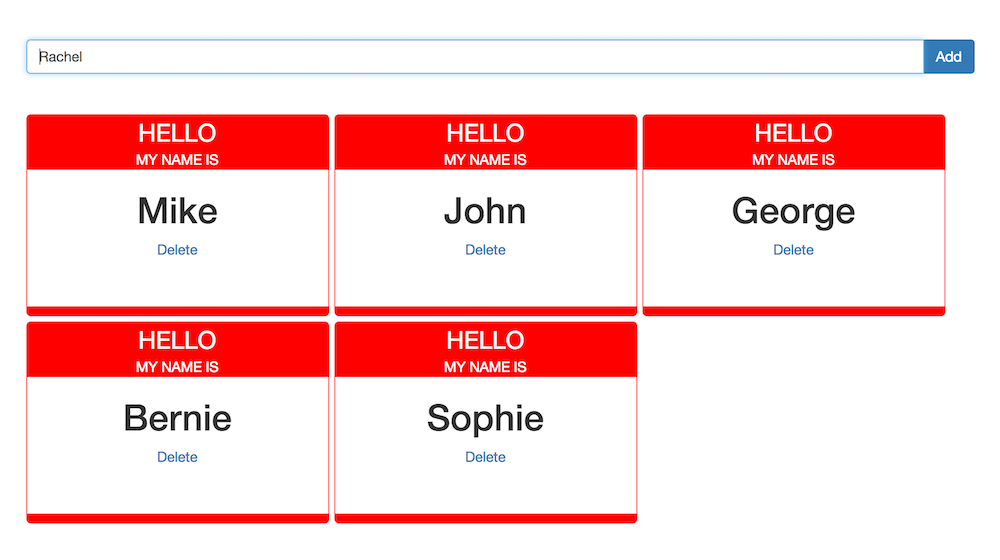 Rachel
Add
HELLO
MY NAME IS
Mike
Delete
HELLO
MY NAME IS
John
Delete
HELLO
MY NAME IS
George
Delete
HELLO
MY NAME IS
Bernie
Delete
HELLO
MY NAME IS
Sophie
Delete